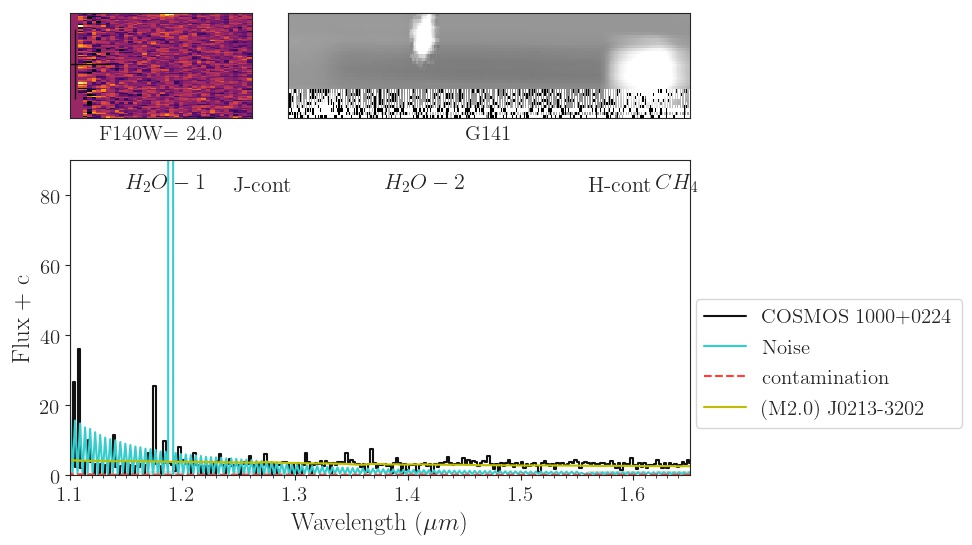 F140W= 24.0
G141
H₂O − 1
J-cont
H₂O − 2
H-cont
CH₄
80
60
40
20
0
Flux + c
1.1
1.2
1.3
1.4
1.5
1.6
Wavelength (μm)
COSMOS 1000+0224
Noise
contamination
(M2.0) J0213-3202